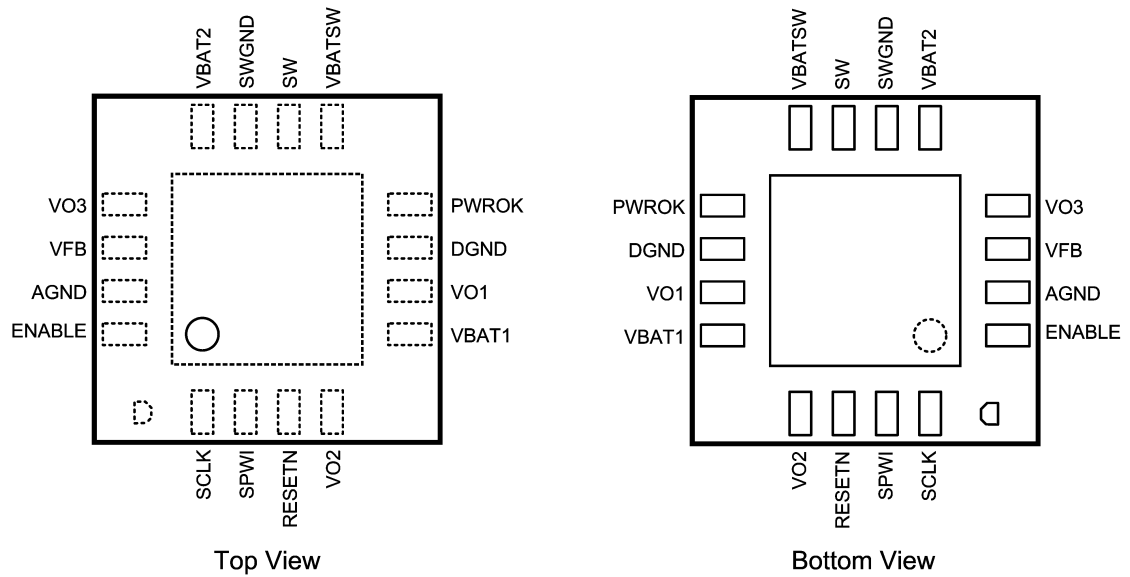 VBAT2
SWGND
SW
VBATSW
VO3
VFB
AGND
ENABLE
PWROK
DGND
VO1
VBAT1
SCLK
SPWI
RESETN
VO2
Top View
VBATSW
SW
SWGND
VBAT2
PWROK
DGND
VO1
VBAT1
VO3
VFB
AGND
ENABLE
VO2
RESETN
SPWI
SCLK
Bottom View